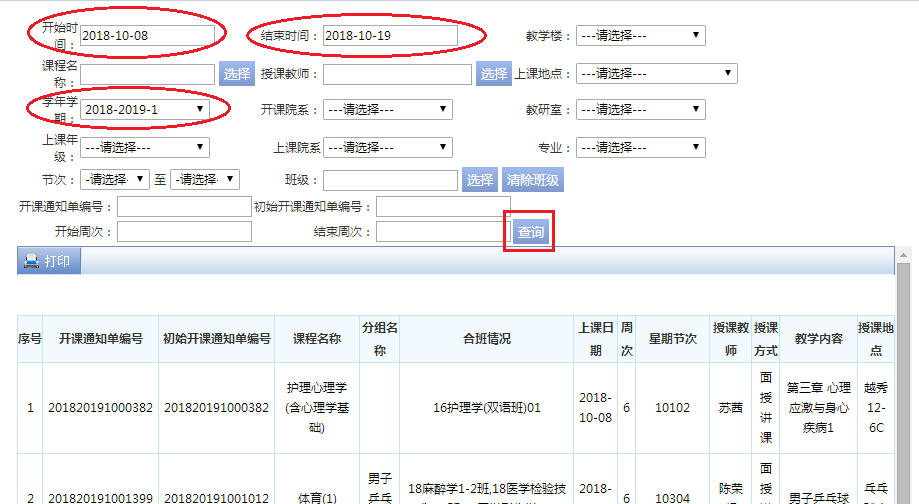 开始时间： 2018-10-08 结束时间： 2018-10-19 教学楼： ---请选择---
课程名称： 选择 授课教师： 选择 上课地点： ---请选择---
学年学期： 2018-2019-1 开课院系： ---请选择--- 教研室： ---请选择---
上课年级： ---请选择--- 上课院系 ---请选择--- 专业： ---请选择---
节次： -请选择- 至 -请选择- 班级： 选择 清除班级
开课通知单编号： 初始开课通知单编号：
开始周次： 结束周次： 查询
打印
序号 开课通知单编号 初始开课通知单编号 课程名称 分组名称 合班情况 上课日期 周次 星期节次 授课教师 授课方式 教学内容 授课地点
1 201820191000382 201820191000382 护理心理学(含心理学基础) 16护理学(双语班)01 2018-10-08 6 10102 苏茜 面授讲课 第三章 心理应激与身心疾病1 越秀12-6C
2 201820191001399 201820191001012 体育(1) 男子乒乓 18麻醉学1-2班,18医学检验技 2018- 6 10304 陈荣 面授 男子乒乓球 乒乓